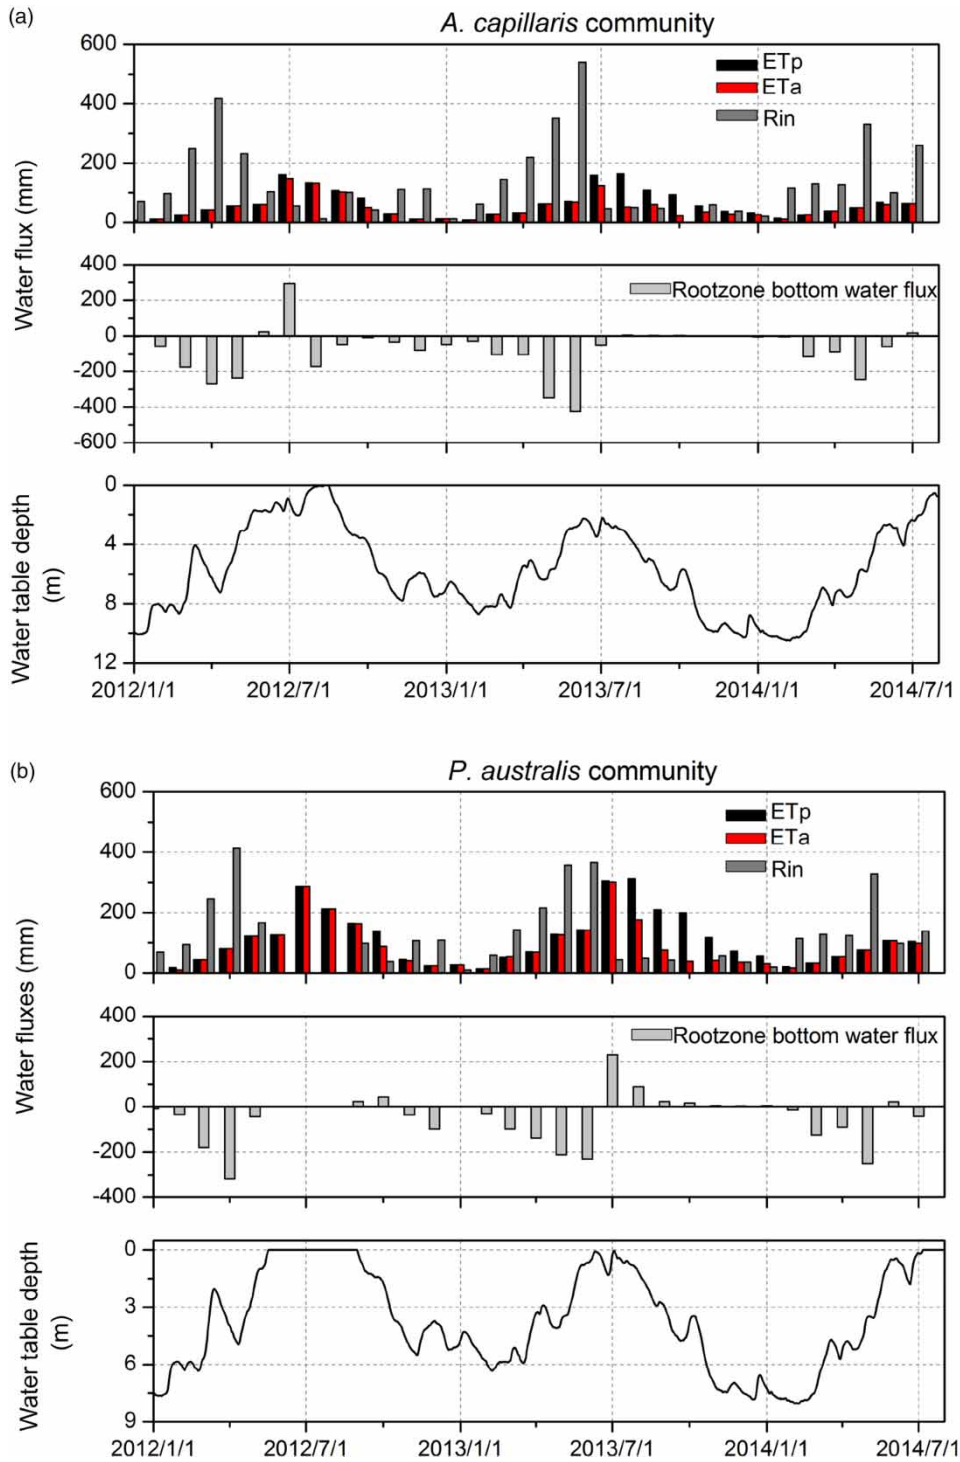 (a)
A. capillaris community
600
400
200
0
ETp
ETa
Rin
Water flux (mm)
400
200
0
-200
-400
-600
Rootzone bottom water flux
0
4
8
12
Water table depth
(m)
2012/1/1
2012/7/1
2013/1/1
2013/7/1
2014/1/1
2014/7/1
(b)
P. australis community
600
400
200
0
ETp
ETa
Rin
Water fluxes (mm)
400
200
0
-200
-400
Rootzone bottom water flux
0
3
6
9
Water table depth
(m)
2012/1/1
2012/7/1
2013/1/1
2013/7/1
2014/1/1
2014/7/1